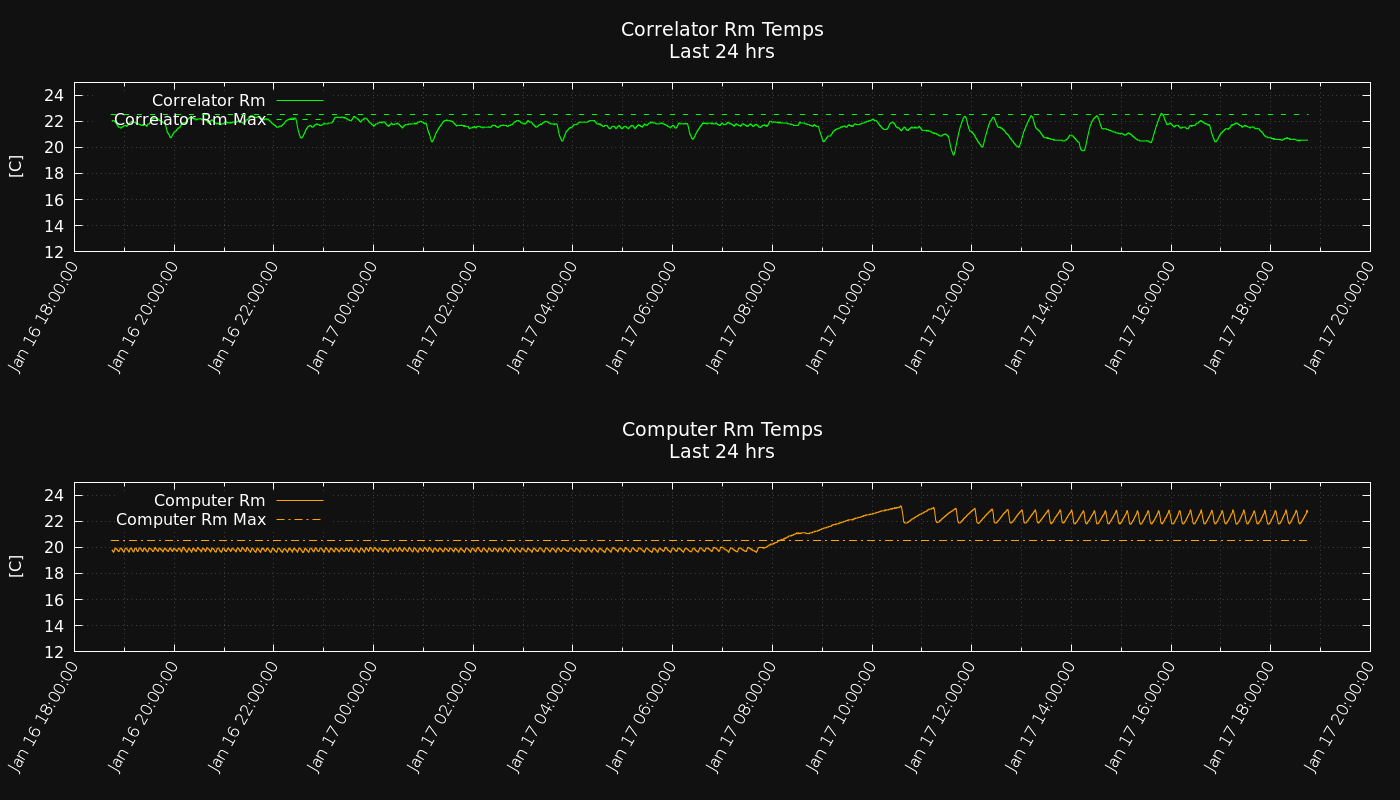 Correlator Rm Temps
Last 24 hrs
Correlator Rm
Correlator Rm Max
[C]
24
22
20
18
16
14
12
Jan 16 18:00:00
Jan 16 20:00:00
Jan 16 22:00:00
Jan 17 00:00:00
Jan 17 02:00:00
Jan 17 04:00:00
Jan 17 06:00:00
Jan 17 08:00:00
Jan 17 10:00:00
Jan 17 12:00:00
Jan 17 14:00:00
Jan 17 16:00:00
Jan 17 18:00:00
Jan 17 20:00:00
Computer Rm Temps
Last 24 hrs
Computer Rm
Computer Rm Max
[C]
24
22
20
18
16
14
12
Jan 16 18:00:00
Jan 16 20:00:00
Jan 16 22:00:00
Jan 17 00:00:00
Jan 17 02:00:00
Jan 17 04:00:00
Jan 17 06:00:00
Jan 17 08:00:00
Jan 17 10:00:00
Jan 17 12:00:00
Jan 17 14:00:00
Jan 17 16:00:00
Jan 17 18:00:00
Jan 17 20:00:00